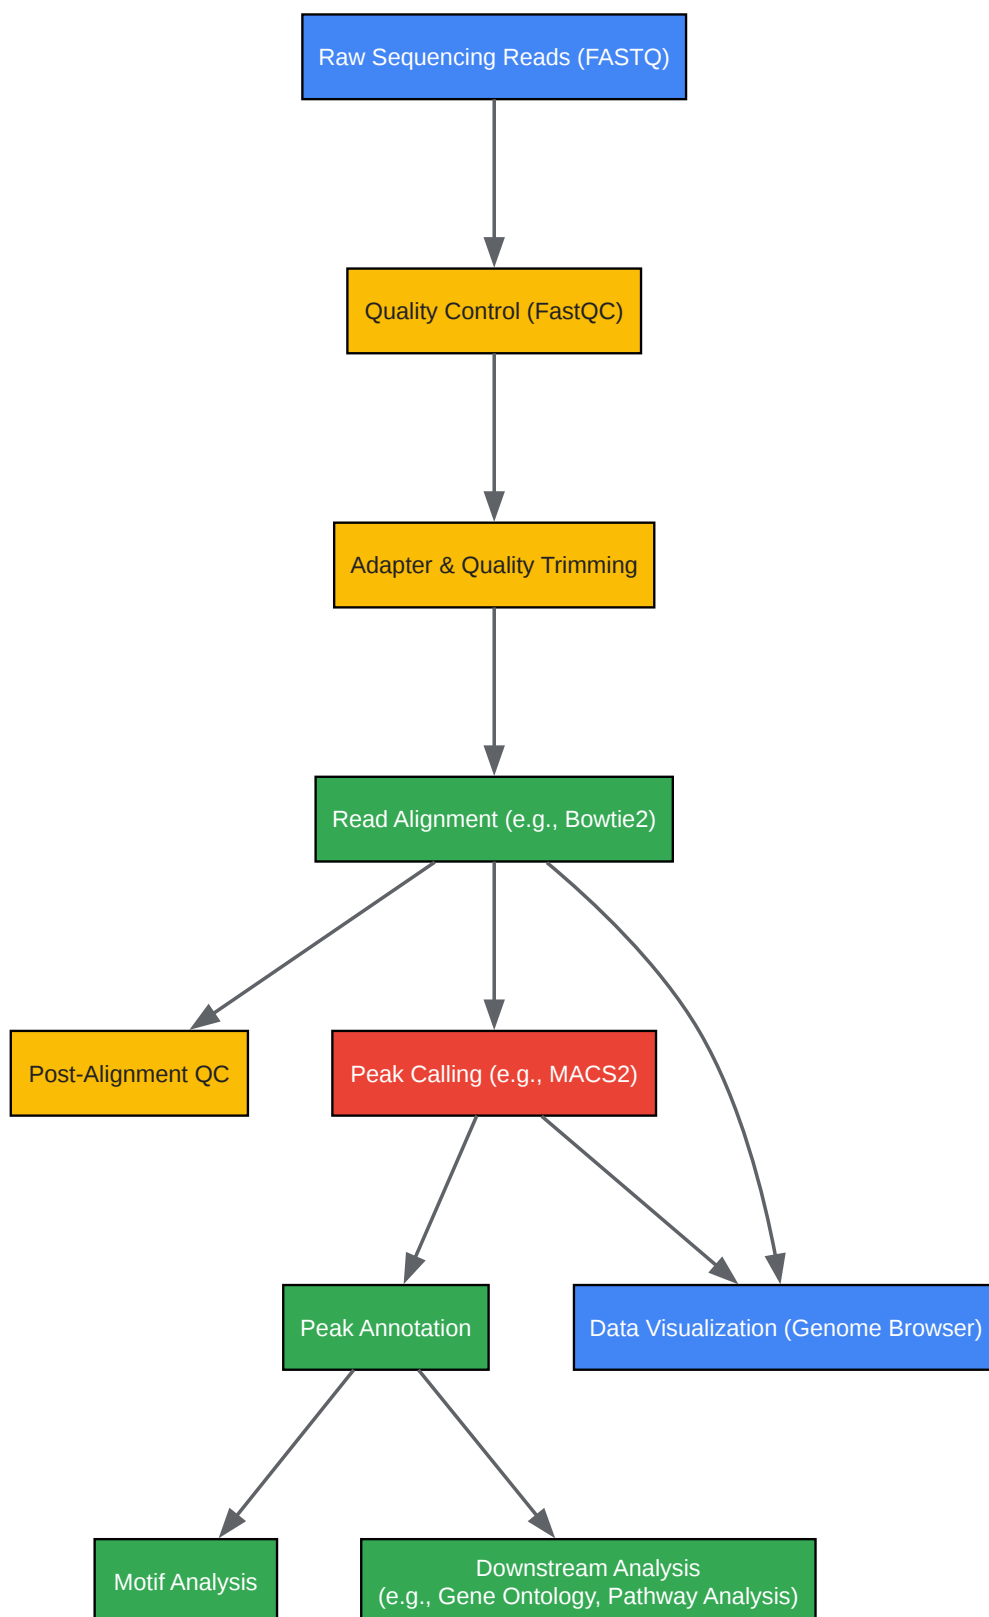 Raw Sequencing Reads (FASTQ)
Quality Control (FastQC)
Adapter & Quality Trimming
Read Alignment (e.g., Bowtie2)
Post-Alignment QC
Peak Calling (e.g., MACS2)
Peak Annotation
Data Visualization (Genome Browser)
Motif Analysis
Downstream Analysis
(e.g., Gene Ontology, Pathway Analysis)